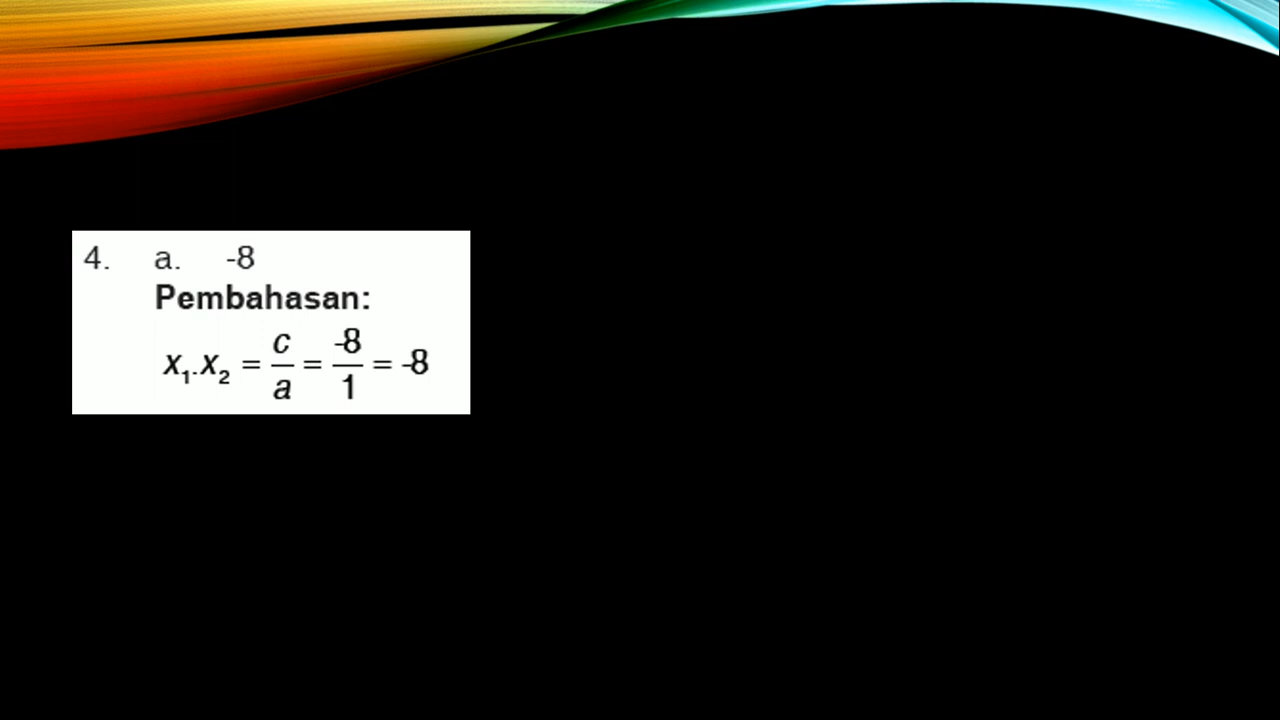 4. a. -8
Pembahasan:
x₁.x₂ = c/a = -8/1 = -8